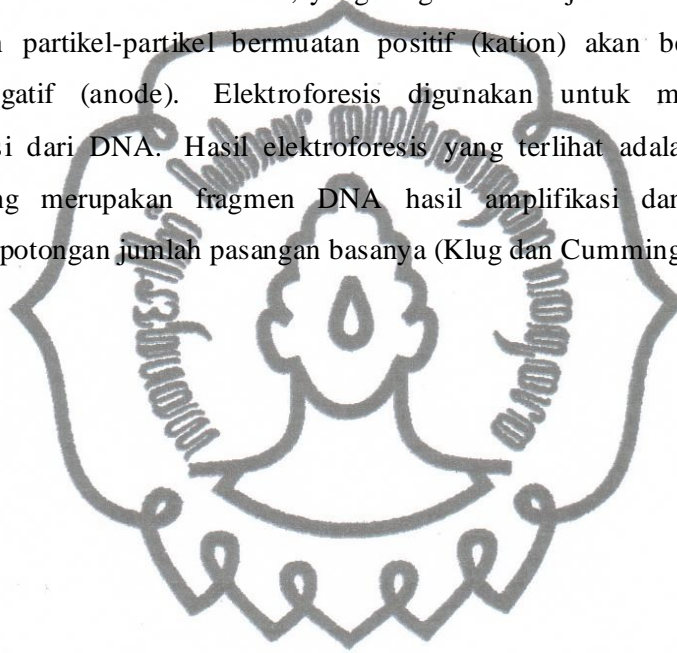 , yang
n partikel-partikel bermuatan positif (kation) akan be
gatif (anode). Elektroforesis digunakan untuk m
si dari DNA. Hasil elektroforesis yang terlihat adala
ng merupakan fragmen DNA hasil amplifikasi dan
potongan jumlah pasangan basanya (Klug dan Cumming